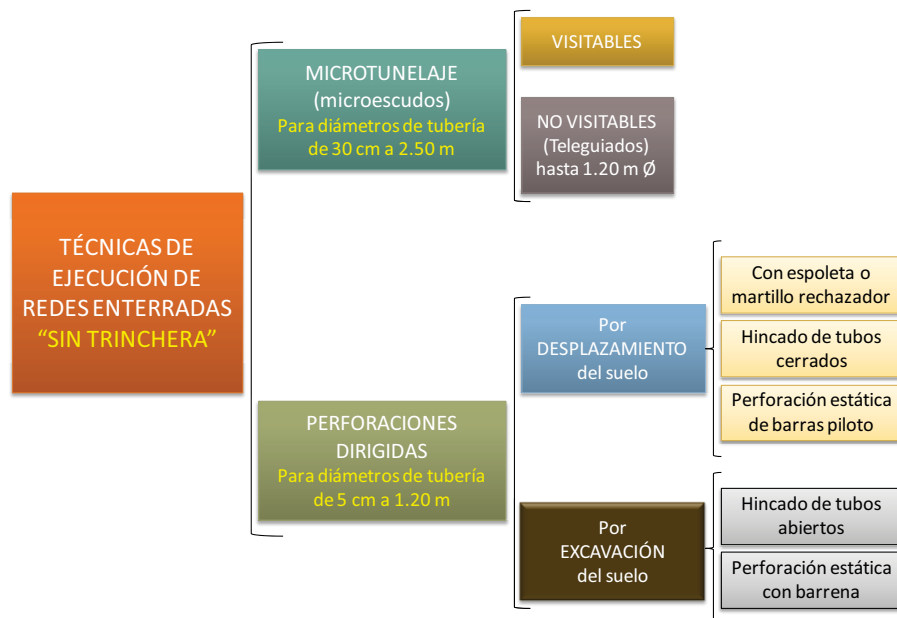 TÉCNICAS DE
EJECUCIÓN DE
REDES ENTERRADAS
“SIN TRINCHERA”
MICROTUNELAJE
(microescudos)
Para diámetros de tubería
de 30 cm a 2.50 m
VISITABLES
NO VISITABLES
(Teleguiados)
hasta 1.20 m Ø
PERFORACIONES
DIRIGIDAS
Para diámetros de tubería
de 5 cm a 1.20 m
Por
DESPLAZAMIENTO
del suelo
Con espoleta o
martillo rechazador
Hincado de tubos
cerrados
Perforación estática
de barras piloto
Por
EXCAVACIÓN
del suelo
Hincado de tubos
abiertos
Perforación estática
con barrena